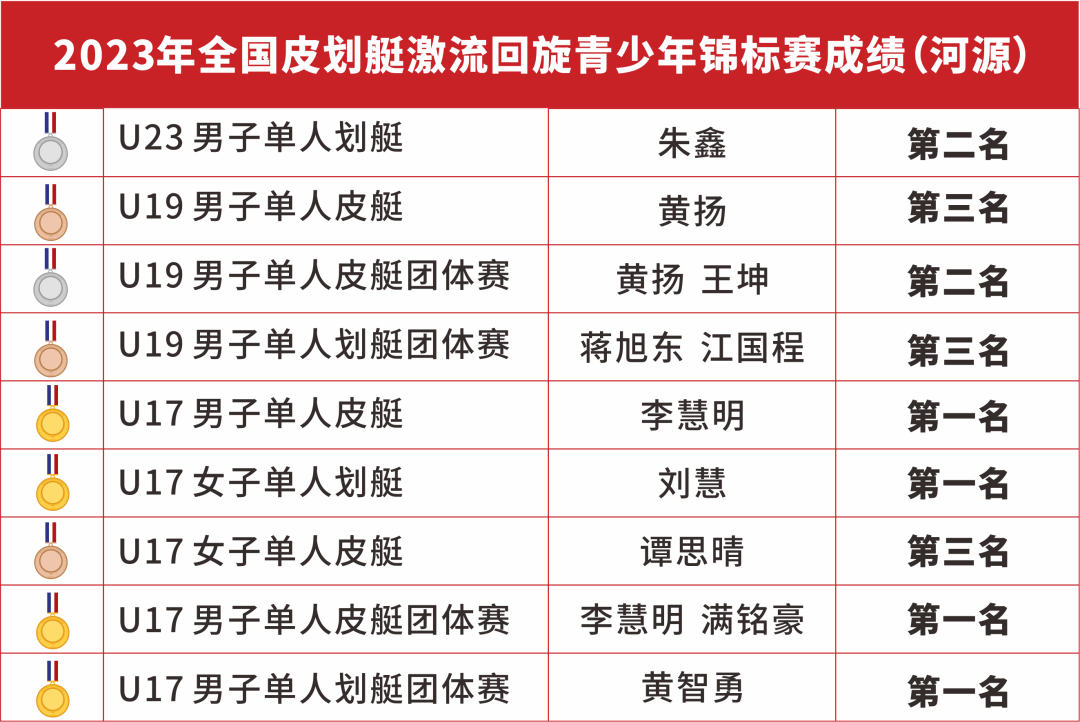 2023年全国皮划艇激流回旋青少年锦标赛成绩（河源）
U23 男子单人划艇 朱鑫 第二名
U19 男子单人皮艇 黄扬 第三名
U19 男子单人皮艇团体赛 黄扬 王坤 第二名
U19 男子单人划艇团体赛 蒋旭东 江国程 第三名
U17 男子单人皮艇 李慧明 第一名
U17 女子单人划艇 刘慧 第一名
U17 女子单人皮艇 谭思晴 第三名
U17 男子单人皮艇团体赛 李慧明 满铭豪 第一名
U17 男子单人划艇团体赛 黄智勇 第一名